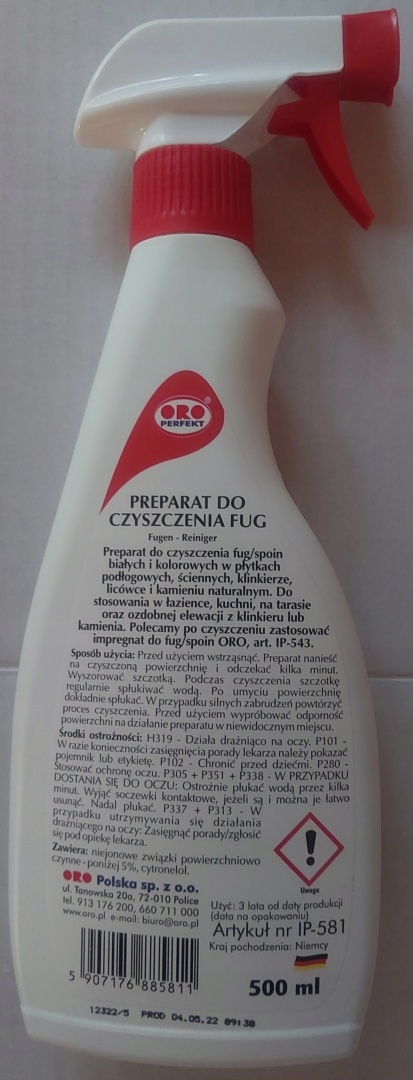 ORO®
PERFEKT
PREPARAT DO
CZYSZCZENIA FUG
Fugen - Reiniger
Preparat do czyszczenia fug/spoin
białych i kolorowych w płytkach
podłogowych, ściennych, klinkierze,
licówce i kamieniu naturalnym. Do
stosowania w łazience, kuchni, na tarasie
oraz ozdobnej elewacji z klinkieru lub
kamienia. Polecamy po czyszczeniu zastosować
impregnat do fug/spoin ORO, art. IP-543.
Sposób użycia: Przed użyciem wstrząsnąć. Preparat nanieść
na czyszczoną powierzchnię i odczekać kilka minut.
Wyszorować szczotką. Podczas czyszczenia szczotkę
regularnie spłukiwać wodą. Po umyciu powierzchnię
dokładnie spłukać. W przypadku silnych zabrudzeń powtórzyć
proces czyszczenia. Przed użyciem wypróbować odporność
powierzchni na działanie preparatu w niewidocznym miejscu.
Środki ostrożności: H319 - Działa drażniąco na oczy. P101 -
W razie konieczności zasięgnięcia porady lekarza należy pokazać
pojemnik lub etykietę. P102 - Chronić przed dziećmi. P280 -
Stosować ochronę oczu. P305 + P351 + P338 - W PRZYPADKU
DOSTANIA SIĘ DO OCZU: Ostrożnie płukać wodą przez kilka
minut. Wyjąć soczewki kontaktowe, jeżeli są i można je łatwo
usunąć. Nadal płukać. P337 + P313 - W
przypadku utrzymywania się działania
drażniącego na oczy: Zasięgnąć porady/zgłosić
się pod opiekę lekarza.
Zawiera: niejonowe związki powierzchniowo
czynne - poniżej 5%, cytronelol.
Uwaga
ORO Polska sp. z o.o.
ul. Tanowska 20a, 72-010 Police
tel. 913 176 200, 660 711 000
www.oro.pl e-mail: biuro@oro.pl
Użyć: 3 lata od daty produkcji
(data na opakowaniu)
Artykuł nr IP-581
Kraj pochodzenia: Niemcy
5 907176 885811
500 ml
12322/5 PROD 04.05.22 09:38